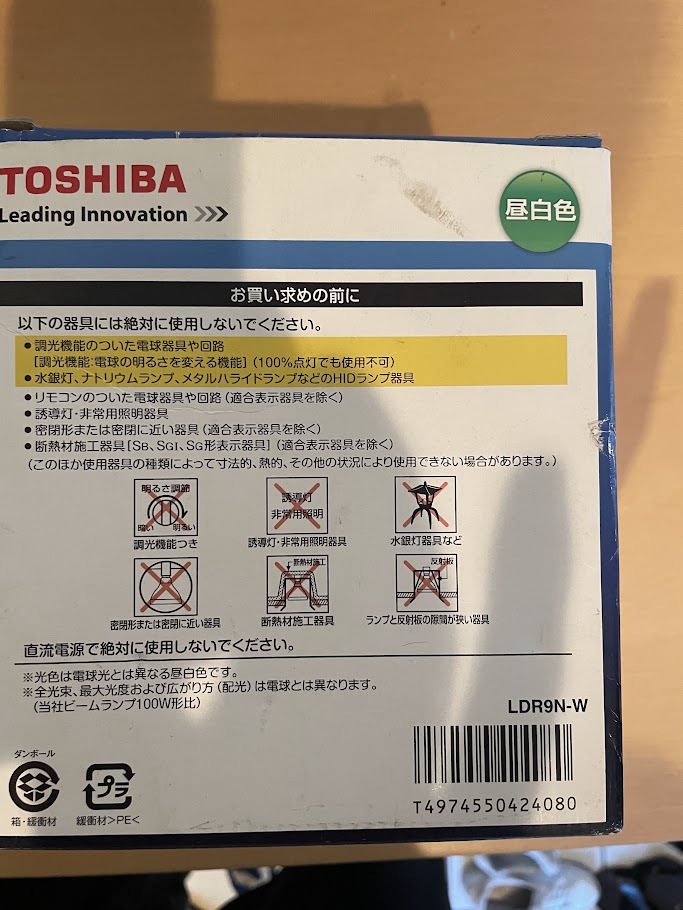 TOSHIBA
Leading Innovation >>>
昼白色
お買い求めの前に
以下の器具には絶対に使用しないでください。
●調光機能のついた電球器具や回路
[調光機能:電球の明るさを変える機能](100%点灯でも使用不可)
●水銀灯、ナトリウムランプ、メタルハライドランプなどのHIDランプ器具
●リモコンのついた電球器具や回路(適合表示器具を除く)
●誘導灯・非常用照明器具
●密閉形または密閉に近い器具(適合表示器具を除く)
●断熱材施工器具[SB、SGI、SG形表示器具](適合表示器具を除く)
(このほか使用器具の種類によって寸法的、熱的、その他の状況により使用できない場合があります。)
明るさ調節
暗い 明るい
調光機能つき
誘導灯
非常用照明
誘導灯・非常用照明器具
水銀灯器具など
密閉形または密閉に近い器具
断熱材施工
断熱材施工器具
反射板
ランプと反射板の隙間が狭い器具
直流電源で絶対に使用しないでください。
※光色は電球光とは異なる昼白色です。
※全光束、最大光度および広がり方(配光)は電球とは異なります。
(当社ビームランプ100W形比)
LDR9N-W
T4974550424080
ダンボール
箱・緩衝材
プラ
緩衝材>PE<